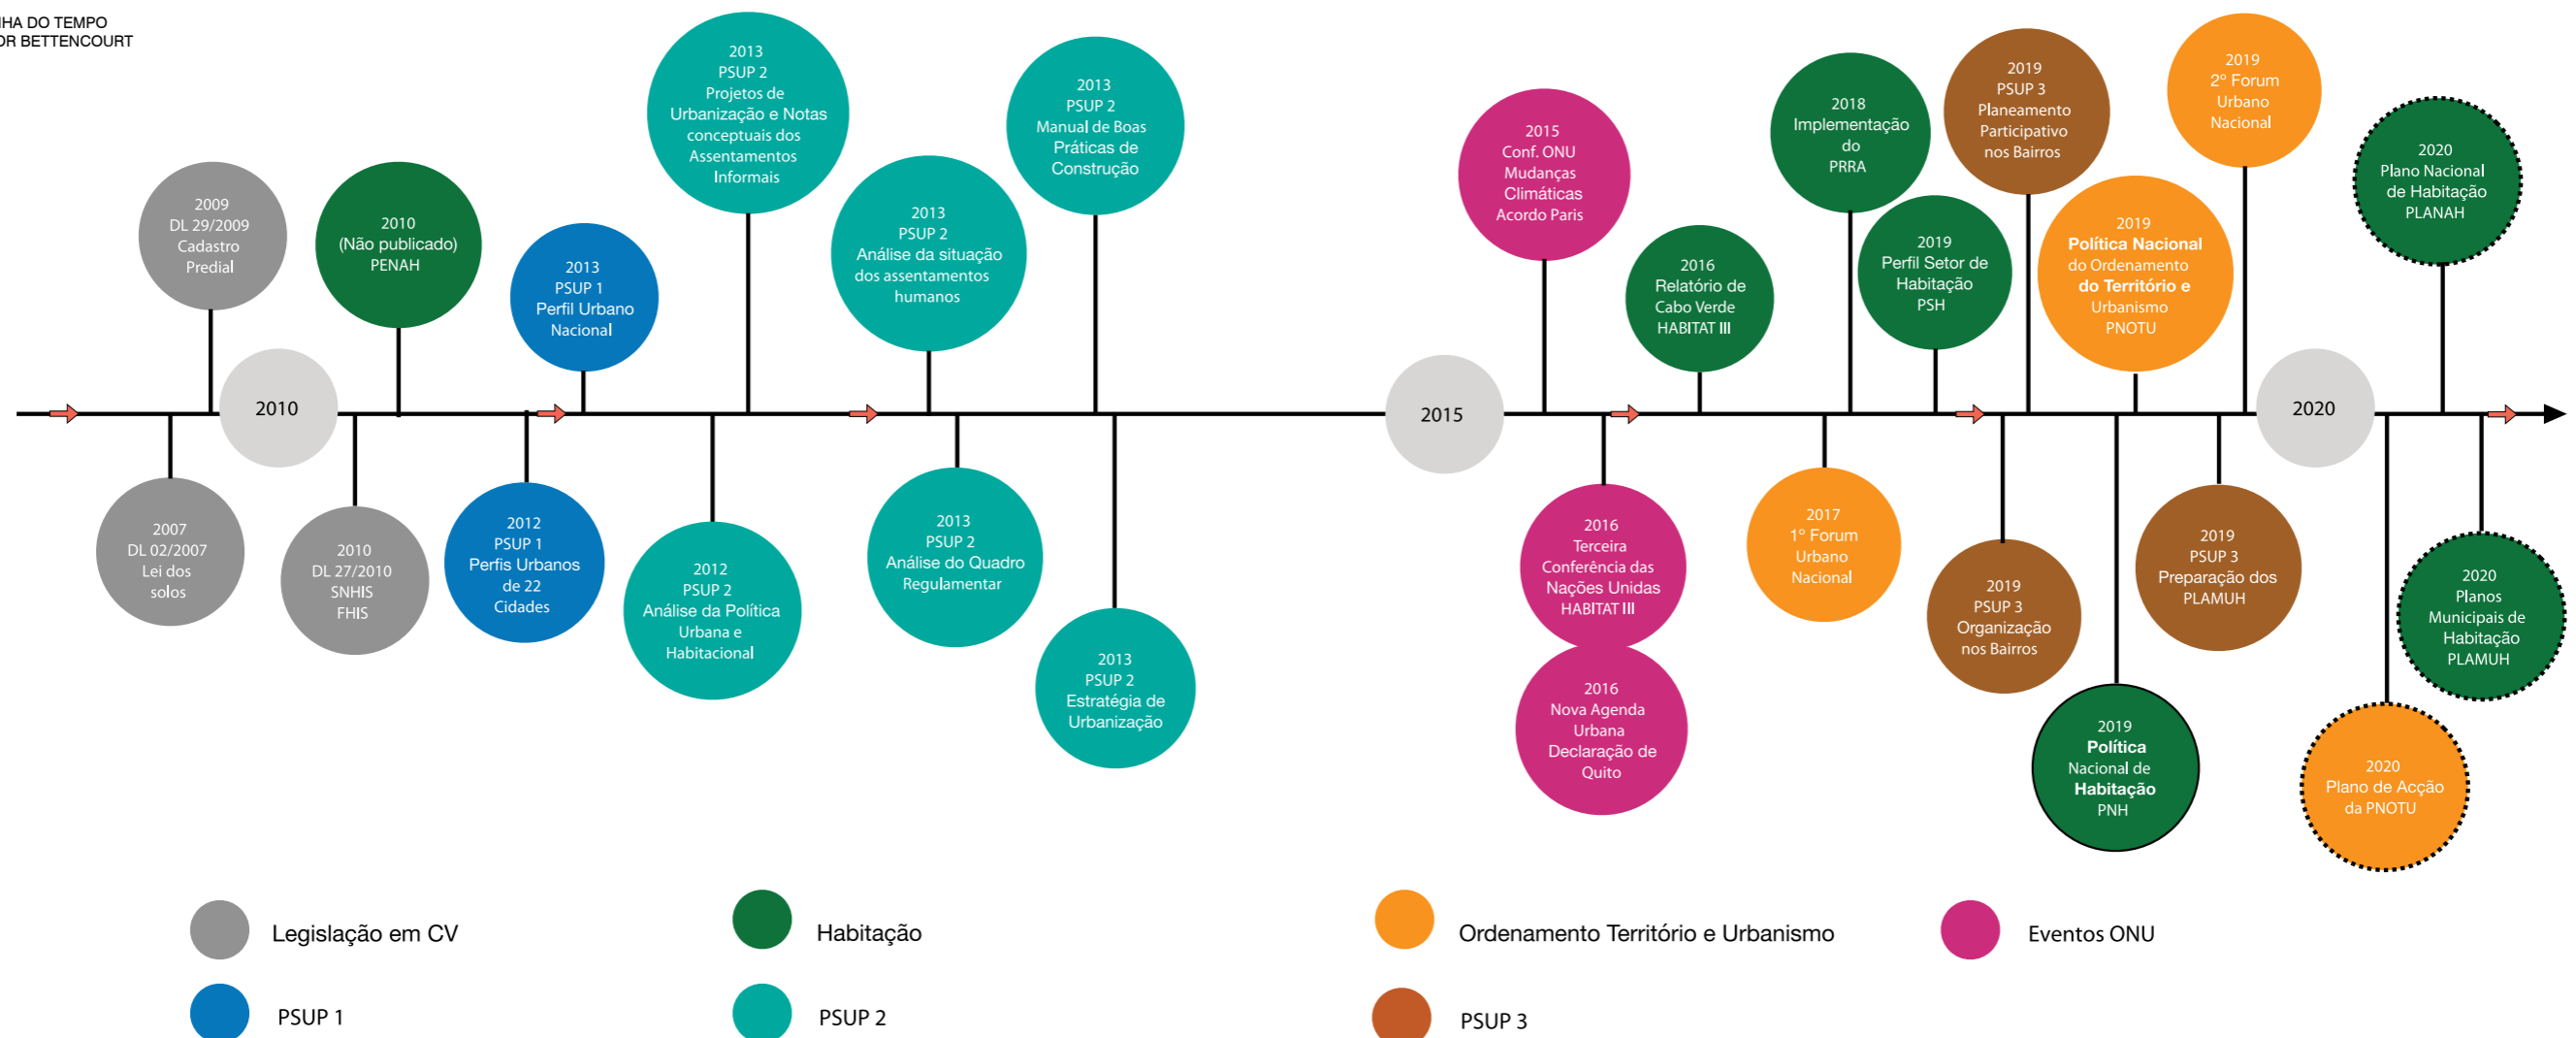 HA DO TEMPO
OR BETTENCOURT
2009
DL 29/2009
Cadastro
Predial
2010
(Não publicado)
PENAH
2013
PSUP 1
Perfil Urbano
Nacional
2013
PSUP 2
Projetos de
Urbanização e Notas
conceptuais dos
Assentamentos
Informais
2013
PSUP 2
Análise da situação
dos assentamentos
humanos
2013
PSUP 2
Manual de Boas
Práticas de
Construção
2015
Conf. ONU
Mudanças
Climáticas
Acordo Paris
2016
Relatório de
Cabo Verde
HABITAT III
2018
Implementação
do
PRRA
2019
Perfil Setor de
Habitação
PSH
2019
PSUP 3
Planeamento
Participativo
nos Bairros
2019
Política Nacional
do Ordenamento
do Território e
Urbanismo
PNOTU
2019
2º Forum
Urbano
Nacional
2020
Plano Nacional
de Habitação
PLANAH
2010
2015
2020
2007
DL 02/2007
Lei dos
solos
2010
DL 27/2010
SNHIS
FHIS
2012
PSUP 1
Perfis Urbanos
de 22
Cidades
2012
PSUP 2
Análise da Política
Urbana e
Habitacional
2013
PSUP 2
Análise do Quadro
Regulamentar
2013
PSUP 2
Estratégia de
Urbanização
2016
Terceira
Conferência das
Nações Unidas
HABITAT III
2016
Nova Agenda
Urbana
Declaração de
Quito
2017
1º Forum
Urbano
Nacional
2019
PSUP 3
Organização
nos Bairros
2019
Política
Nacional de
Habitação
PNH
2019
PSUP 3
Preparação dos
PLAMUH
2020
Plano de Acção
da PNOTU
2020
Planos
Municipais de
Habitação
PLAMUH
Legislação em CV
Habitação
Ordenamento Território e Urbanismo
Eventos ONU
PSUP 1
PSUP 2
PSUP 3